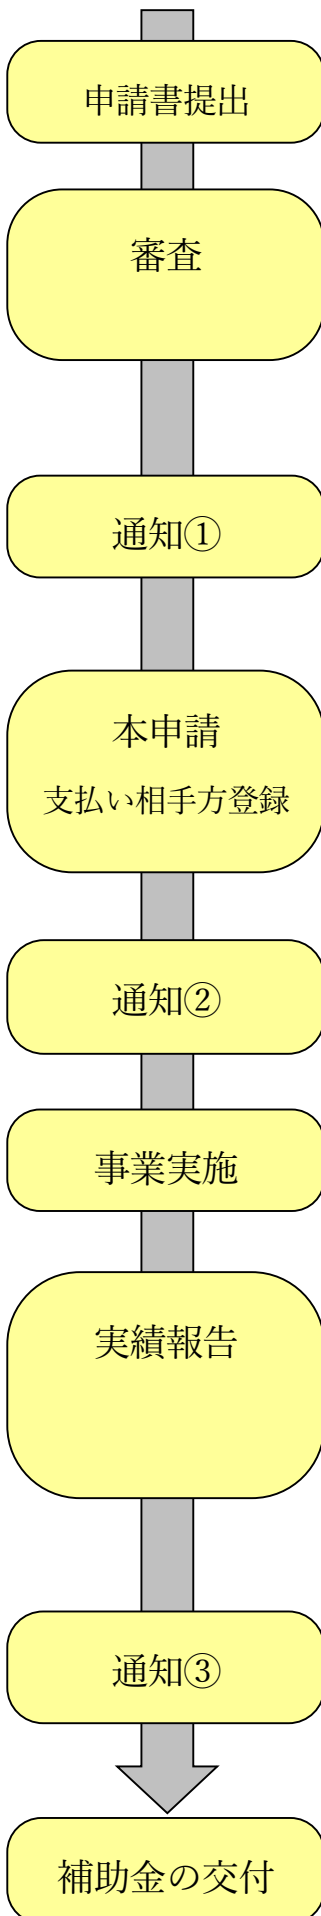 申請書提出
審査
通知①
本申請
支払い相手方登録
通知②
事業実施
実績報告
通知③
補助金の交付